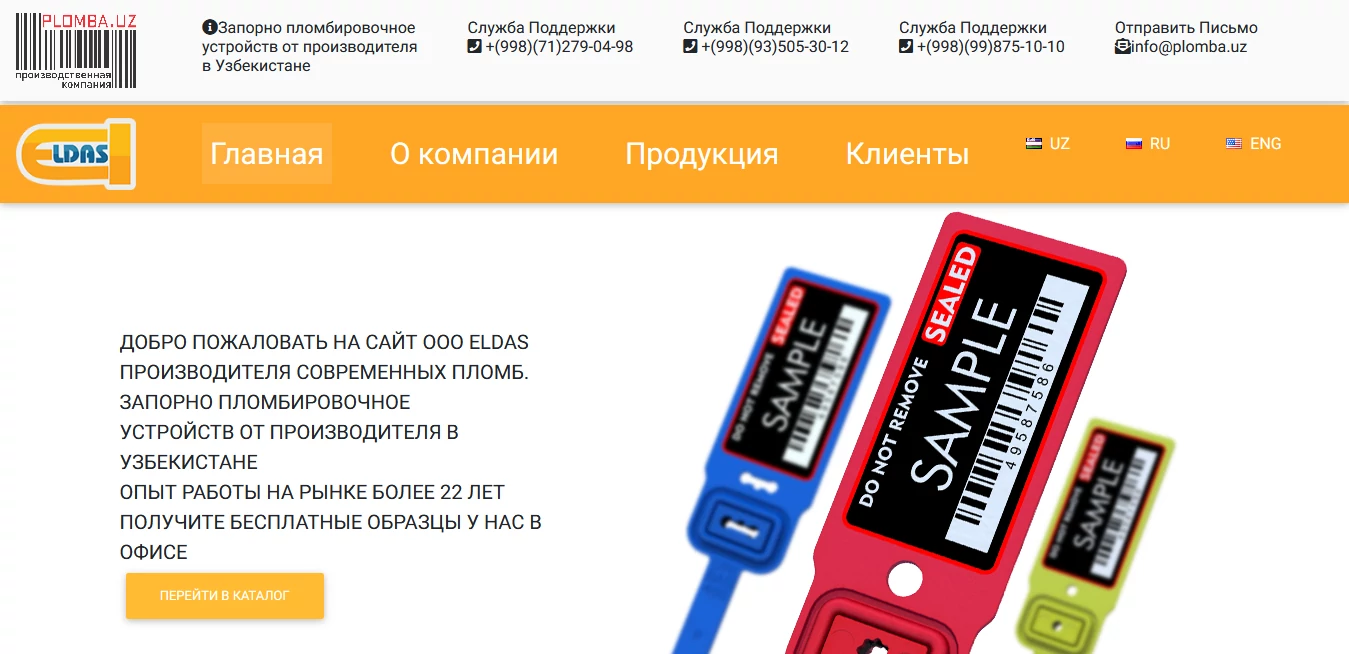 PLOMBA.UZ
производственная
компания
Запорно пломбировочное
устройств от производителя
в Узбекистане
Служба Поддержки
+(998)(71)279-04-98
Служба Поддержки
+(998)(93)505-30-12
Служба Поддержки
+(998)(99)875-10-10
Отправить Письмо
info@plomba.uz
ELDAS
Главная
О компании
Продукция
Клиенты
UZ
RU
ENG
ДОБРО ПОЖАЛОВАТЬ НА САЙТ ООО ELDAS
ПРОИЗВОДИТЕЛЯ СОВРЕМЕННЫХ ПЛОМБ.
ЗАПОРНО ПЛОМБИРОВОЧНОЕ
УСТРОЙСТВ ОТ ПРОИЗВОДИТЕЛЯ В
УЗБЕКИСТАНЕ
ОПЫТ РАБОТЫ НА РЫНКЕ БОЛЕЕ 22 ЛЕТ
ПОЛУЧИТЕ БЕСПЛАТНЫЕ ОБРАЗЦЫ У НАС В
ОФИСЕ
ПЕРЕЙТИ В КАТАЛОГ
DO NOT REMOVE SEALED
SAMPLE
DO NOT REMOVE SEALED
SAMPLE
49587586
DO NOT REMOVE SEALED
SAMPLE